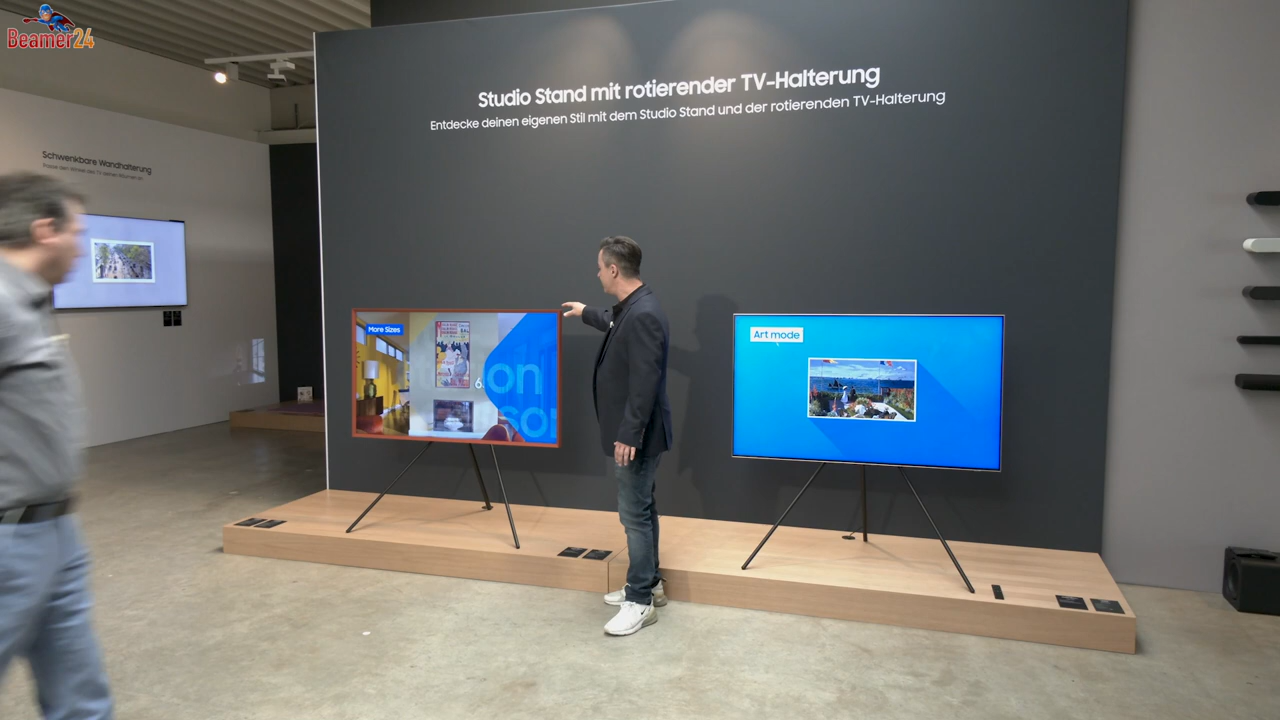 Beamer24
Studio Stand mit rotierender TV-Halterung
Entdecke deinen eigenen Stil mit dem Studio Stand und der rotierenden TV-Halterung
Schwenkbare Wandhalterung
More Sizes
on
Art mode